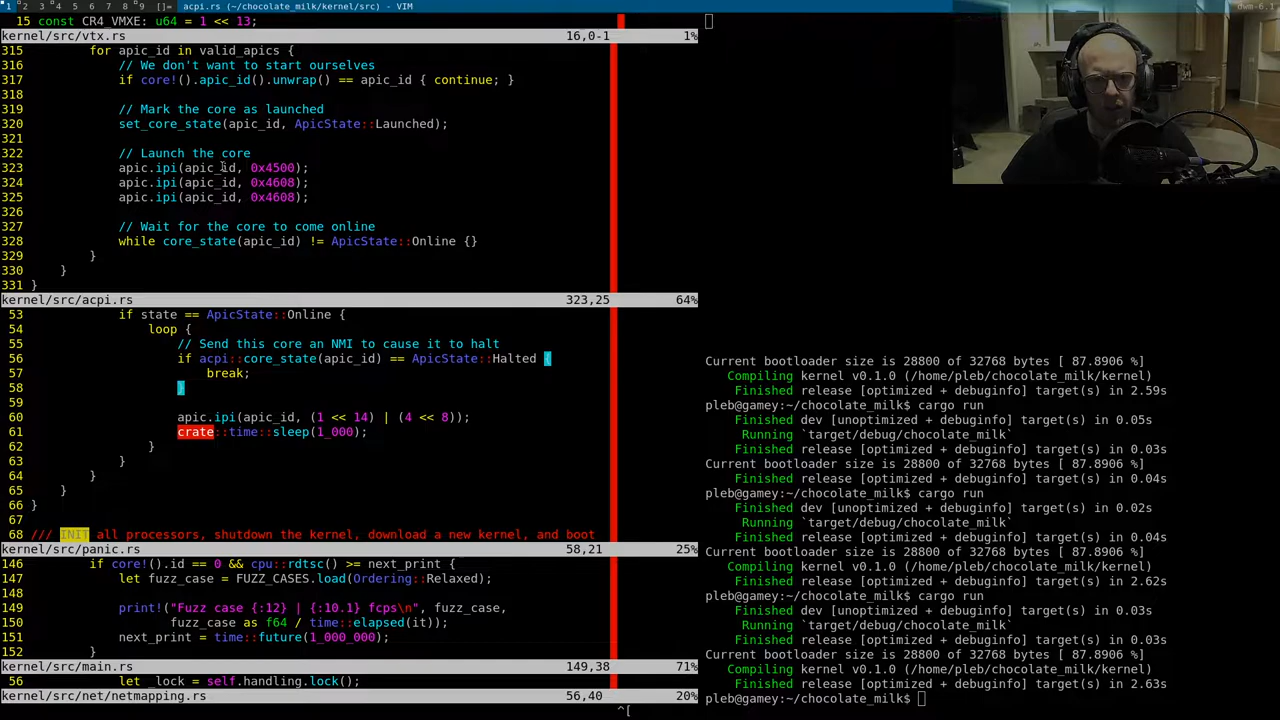 1 2 3 4 5 6 7 8 9 []= acpi.rs (~/chocolate_milk/kernel/src) - VIM dwm-6.1
15 const CR4_VMXE: u64 = 1 << 13;
kernel/src/vtx.rs 16,0-1 1%
315 for apic_id in valid_apics {
316 // We don't want to start ourselves
317 if core!().apic_id().unwrap() == apic_id { continue; }
318
319 // Mark the core as launched
320 set_core_state(apic_id, ApicState::Launched);
321
322 // Launch the core
323 apic.ipi(apic_id, 0x4500);
324 apic.ipi(apic_id, 0x4608);
325 apic.ipi(apic_id, 0x4608);
326
327 // Wait for the core to come online
328 while core_state(apic_id) != ApicState::Online {}
329 }
330 }
331 }
kernel/src/acpi.rs 323,25 64%
53 if state == ApicState::Online {
54 loop {
55 // Send this core an NMI to cause it to halt
56 if acpi::core_state(apic_id) == ApicState::Halted {
57 break;
58 }
59
60 apic.ipi(apic_id, (1 << 14) | (4 << 8));
61 crate::time::sleep(1_000);
62 }
63 }
64 }
65 }
66 }
67
68 /// INIT all processors, shutdown the kernel, download a new kernel, and boot
kernel/src/panic.rs 58,21 25%
146 if core!().id == 0 && cpu::rdtsc() >= next_print {
147 let fuzz_case = FUZZ_CASES.load(Ordering::Relaxed);
148
149 print!("Fuzz case {:12} | {:10.1} fcps\n", fuzz_case,
150 fuzz_case as f64 / time::elapsed(it));
151 next_print = time::future(1_000_000);
152 }
kernel/src/main.rs 149,38 71%
56 let _lock = self.handling.lock();
kernel/src/net/netmapping.rs 56,40 20%
^[
Current bootloader size is 28800 of 32768 bytes [ 87.8906 %]
Compiling kernel v0.1.0 (/home/pleb/chocolate_milk/kernel)
Finished release [optimized + debuginfo] target(s) in 2.59s
pleb@gamey:~/chocolate_milk$ cargo run
Finished dev [unoptimized + debuginfo] target(s) in 0.05s
Running `target/debug/chocolate_milk`
Finished release [optimized + debuginfo] target(s) in 0.03s
Current bootloader size is 28800 of 32768 bytes [ 87.8906 %]
Finished release [optimized + debuginfo] target(s) in 0.04s
pleb@gamey:~/chocolate_milk$ cargo run
Finished dev [unoptimized + debuginfo] target(s) in 0.02s
Running `target/debug/chocolate_milk`
Finished release [optimized + debuginfo] target(s) in 0.04s
Current bootloader size is 28800 of 32768 bytes [ 87.8906 %]
Compiling kernel v0.1.0 (/home/pleb/chocolate_milk/kernel)
Finished release [optimized + debuginfo] target(s) in 2.62s
pleb@gamey:~/chocolate_milk$ cargo run
Finished dev [unoptimized + debuginfo] target(s) in 0.03s
Running `target/debug/chocolate_milk`
Finished release [optimized + debuginfo] target(s) in 0.03s
Current bootloader size is 28800 of 32768 bytes [ 87.8906 %]
Compiling kernel v0.1.0 (/home/pleb/chocolate_milk/kernel)
Finished release [optimized + debuginfo] target(s) in 2.63s
pleb@gamey:~/chocolate_milk$